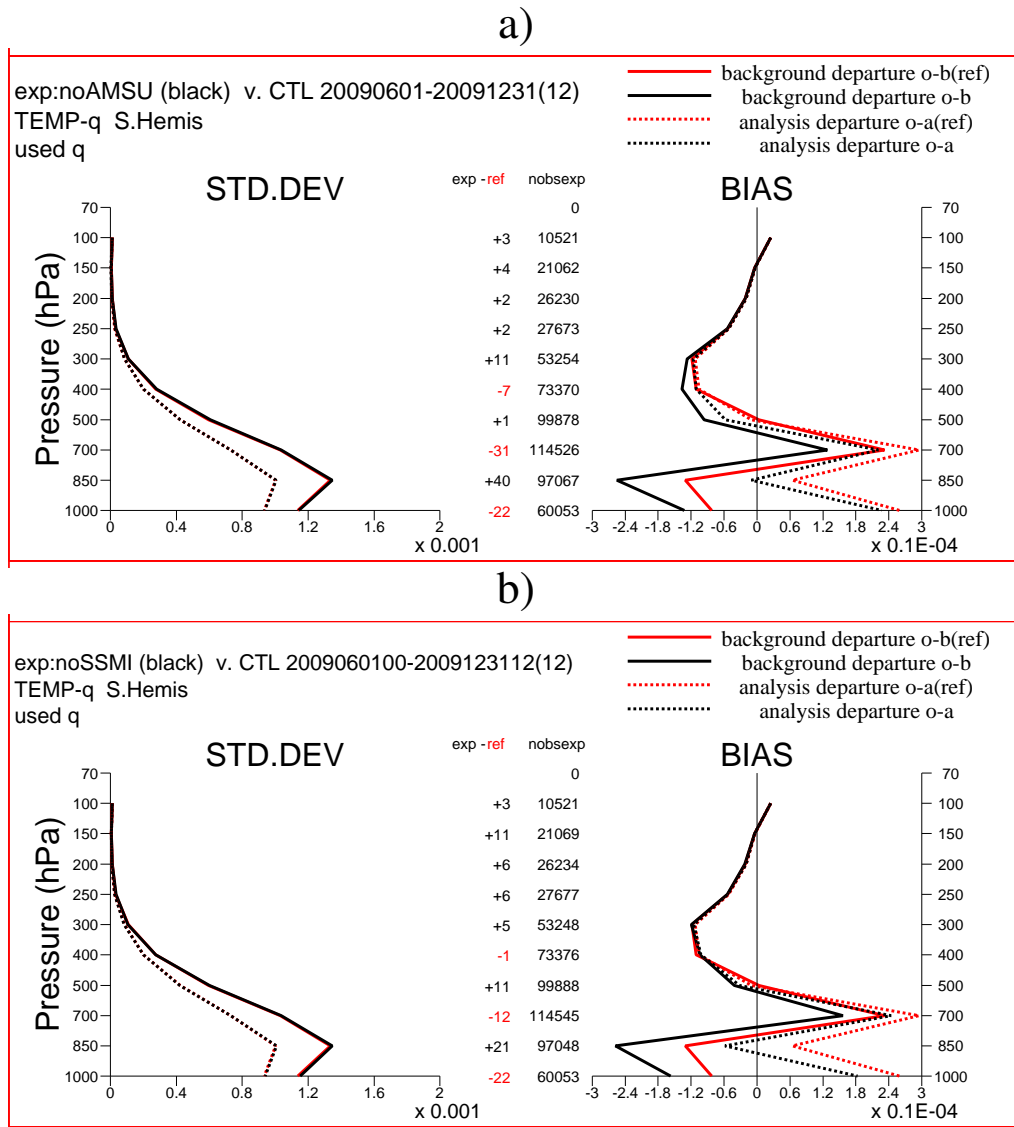 a)
exp:noAMSU (black) v. CTL 20090601-20091231(12)
TEMP-q S.Hemis
used q
background departure o-b(ref)
background departure o-b
analysis departure o-a(ref)
analysis departure o-a
STD.DEV exp - ref nobsexp BIAS
Pressure (hPa)
70 0 70
100 +3 10521 100
150 +4 21062 150
200 +2 26230 200
250 +2 27673 250
300 +11 53254 300
400 -7 73370 400
500 +1 99878 500
700 -31 114526 700
850 +40 97067 850
1000 -22 60053 1000
0 0.4 0.8 1.2 1.6 2 -3 -2.4 -1.8 -1.2 -0.6 0 0.6 1.2 1.8 2.4 3
x 0.001 x 0.1E-04
b)
exp:noSSMI (black) v. CTL 2009060100-2009123112(12)
TEMP-q S.Hemis
used q
background departure o-b(ref)
background departure o-b
analysis departure o-a(ref)
analysis departure o-a
STD.DEV exp - ref nobsexp BIAS
Pressure (hPa)
70 0 70
100 +3 10521 100
150 +11 21069 150
200 +6 26234 200
250 +6 27677 250
300 +5 53248 300
400 -1 73376 400
500 +11 99888 500
700 -12 114545 700
850 +21 97048 850
1000 -22 60053 1000
0 0.4 0.8 1.2 1.6 2 -3 -2.4 -1.8 -1.2 -0.6 0 0.6 1.2 1.8 2.4 3
x 0.001 x 0.1E-04